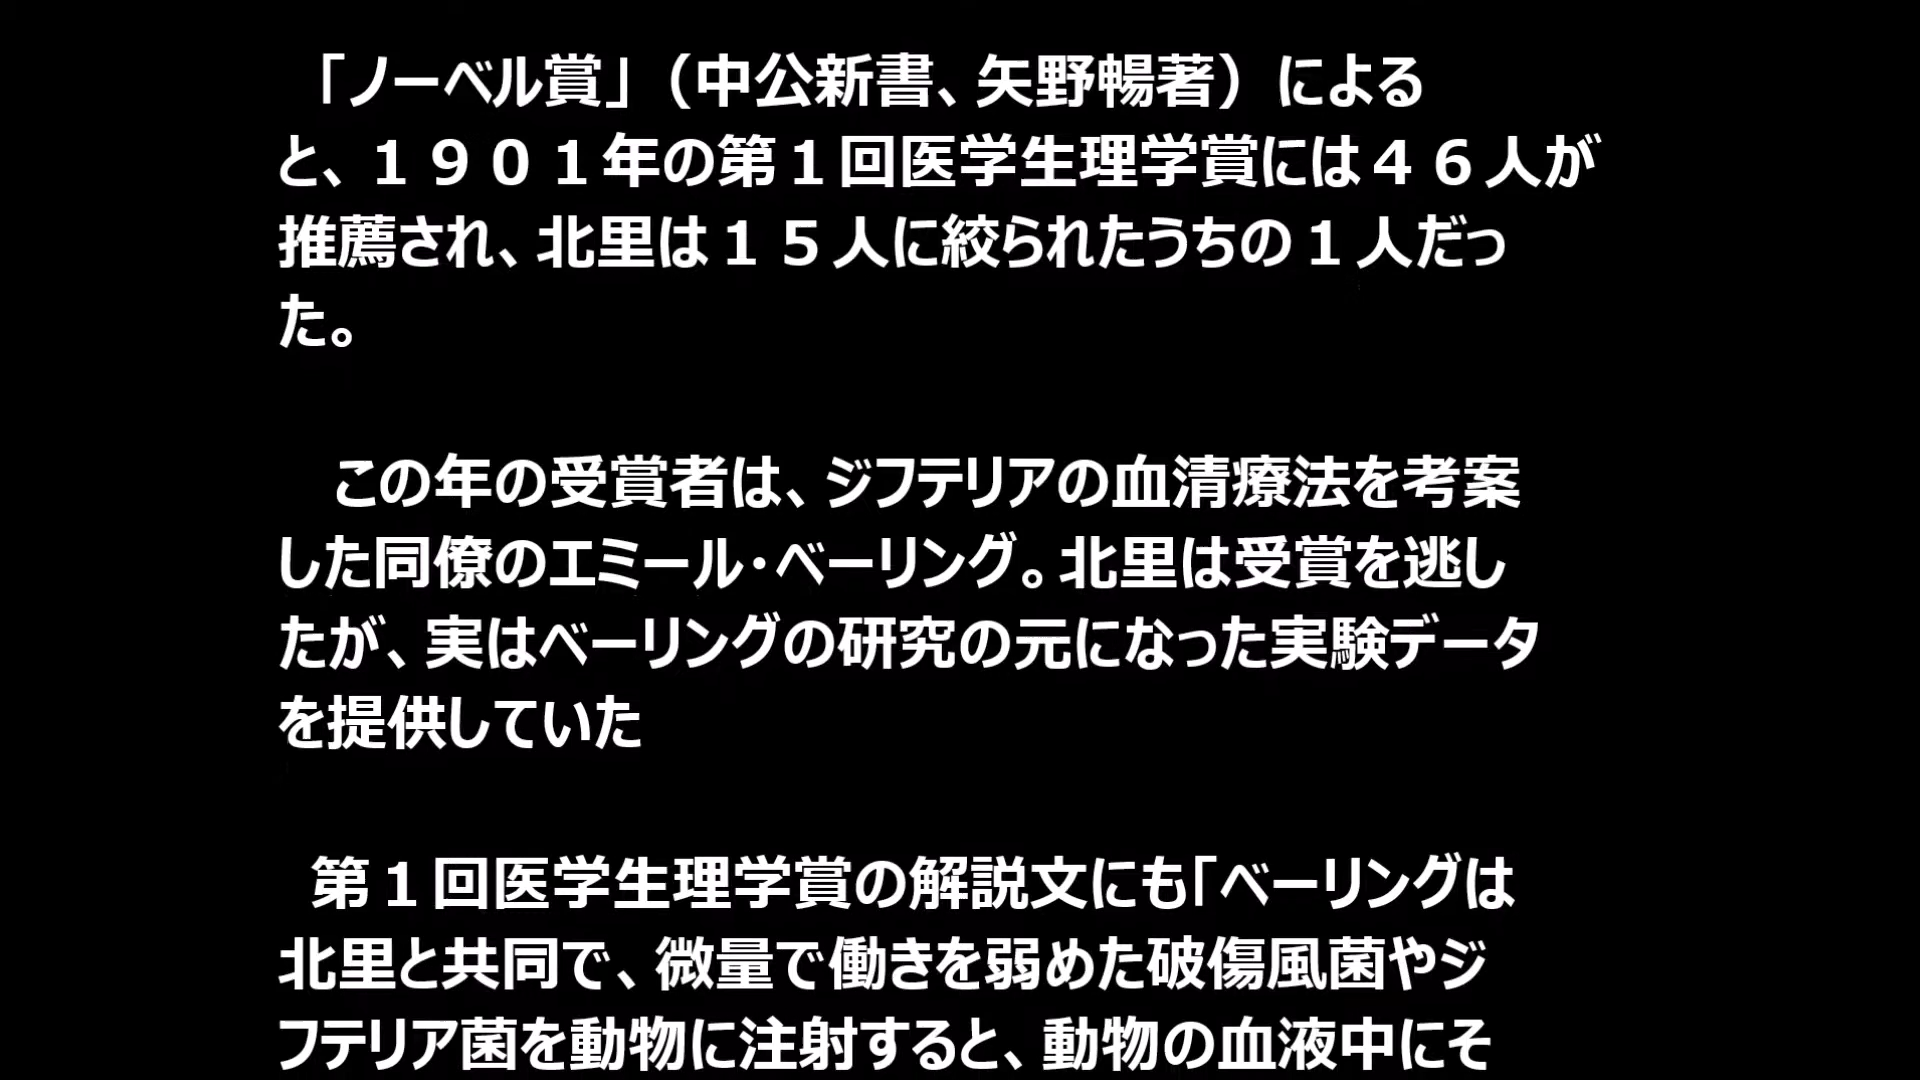 「ノーベル賞」（中公新書、矢野暢著）による
と、１９０１年の第１回医学生理学賞には４６人が
推薦され、北里は１５人に絞られたうちの１人だっ
た。
この年の受賞者は、ジフテリアの血清療法を考案
した同僚のエミール・ベーリング。北里は受賞を逃し
たが、実はベーリングの研究の元になった実験データ
を提供していた
第１回医学生理学賞の解説文にも「ベーリングは
北里と共同で、微量で働きを弱めた破傷風菌やジ
フテリア菌を動物に注射すると、動物の血液中にそ